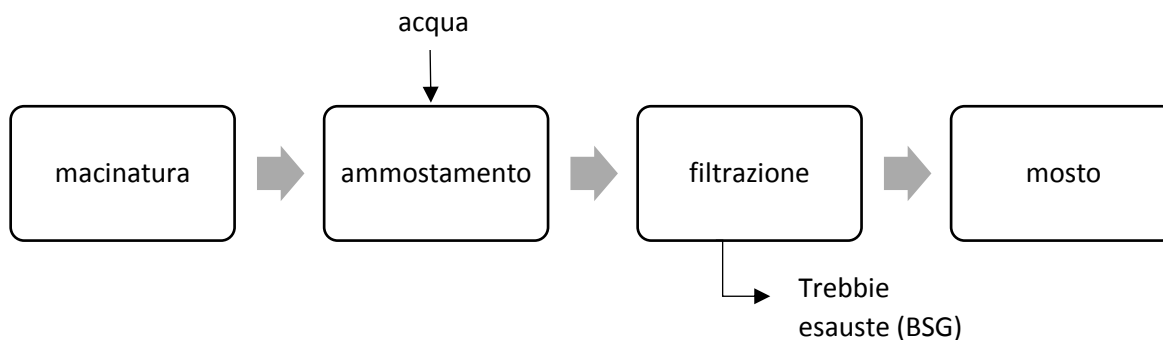 acqua
macinatura
ammostamento
filtrazione
mosto
Trebbie
esauste (BSG)